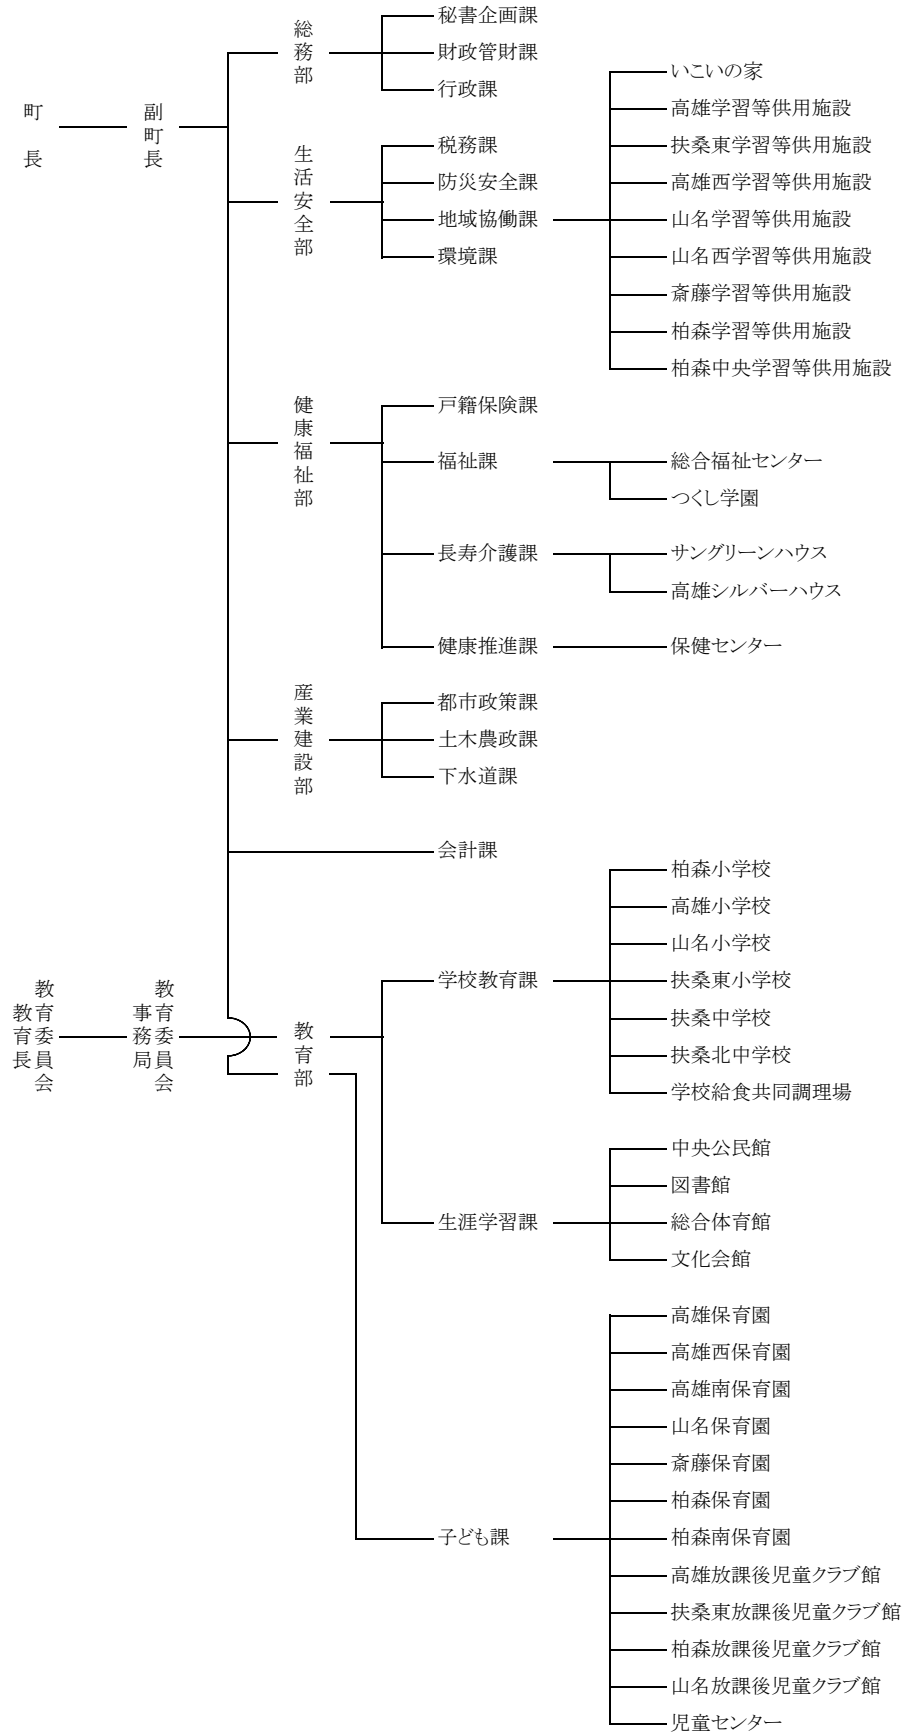 町長
副町長
総務部
秘書企画課
財政管財課
行政課
生活安全部
税務課
防災安全課
地域協働課
いこいの家
高雄学習等供用施設
扶桑東学習等供用施設
高雄西学習等供用施設
山名学習等供用施設
山名西学習等供用施設
斎藤学習等供用施設
柏森学習等供用施設
柏森中央学習等供用施設
環境課
健康福祉部
戸籍保険課
福祉課
総合福祉センター
つくし学園
長寿介護課
サングリーンハウス
高雄シルバーハウス
健康推進課
保健センター
産業建設部
都市政策課
土木農政課
下水道課
会計課
教育委員会
教育長
教育委員会
事務局
教育部
学校教育課
柏森小学校
高雄小学校
山名小学校
扶桑東小学校
扶桑中学校
扶桑北中学校
学校給食共同調理場
生涯学習課
中央公民館
図書館
総合体育館
文化会館
子ども課
高雄保育園
高雄西保育園
高雄南保育園
山名保育園
斎藤保育園
柏森保育園
柏森南保育園
高雄放課後児童クラブ館
扶桑東放課後児童クラブ館
柏森放課後児童クラブ館
山名放課後児童クラブ館
児童センター